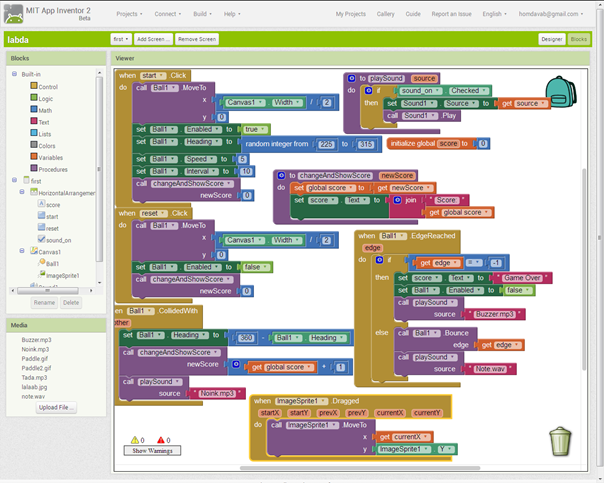 MIT App Inventor 2
Beta
Projects Connect Build Help My Projects Gallery Guide Report an Issue English homdavab@gmail.com
labda first Add Screen ... Remove Screen Designer Blocks
Blocks
Built-in
Control
Logic
Math
Text
Lists
Colors
Variables
Procedures
first
HorizontalArrangemen
score
start
reset
sound_on
Canvas1
Ball1
imageSprite1
Rename Delete
Media
Buzzer.mp3
Noink.mp3
Paddle.gif
Paddle2.gif
Tada.mp3
lalaab.jpg
note.wav
Upload File ...
Viewer
when start .Click
do call Ball1 .MoveTo
x Canvas1 . Width / 2
y 0
set Ball1 . Enabled to true
set Ball1 . Heading to random integer from 225 to 315
set Ball1 . Speed to 5
set Ball1 . Interval to 10
call changeAndShowScore
newScore 0
when reset .Click
do call Ball1 .MoveTo
x Canvas1 . Width / 2
y 0
set Ball1 . Enabled to false
call changeAndShowScore
newScore 0
en Ball1 .CollidedWith
other
set Ball1 . Heading to 360 - Ball1 . Heading
call changeAndShowScore
newScore get global score + 1
call playSound
source " Noink.mp3 "
to playSound source
do if sound_on . Checked
then set Sound1 . Source to get source
call Sound1 .Play
initialize global score to 0
to changeAndShowScore newScore
do set global score to get newScore
set score . Text to join " Score: "
get global score
when Ball1 .EdgeReached
edge
do if get edge = -1
then set score . Text to " Game Over "
set Ball1 . Enabled to false
call playSound
source " Buzzer.mp3 "
else call Ball1 .Bounce
edge get edge
call playSound
source " Note.wav "
when ImageSprite1 .Dragged
startX startY prevX prevY currentX currentY
do call ImageSprite1 .MoveTo
x get currentX
y ImageSprite1 . Y
0 0
Show Warnings